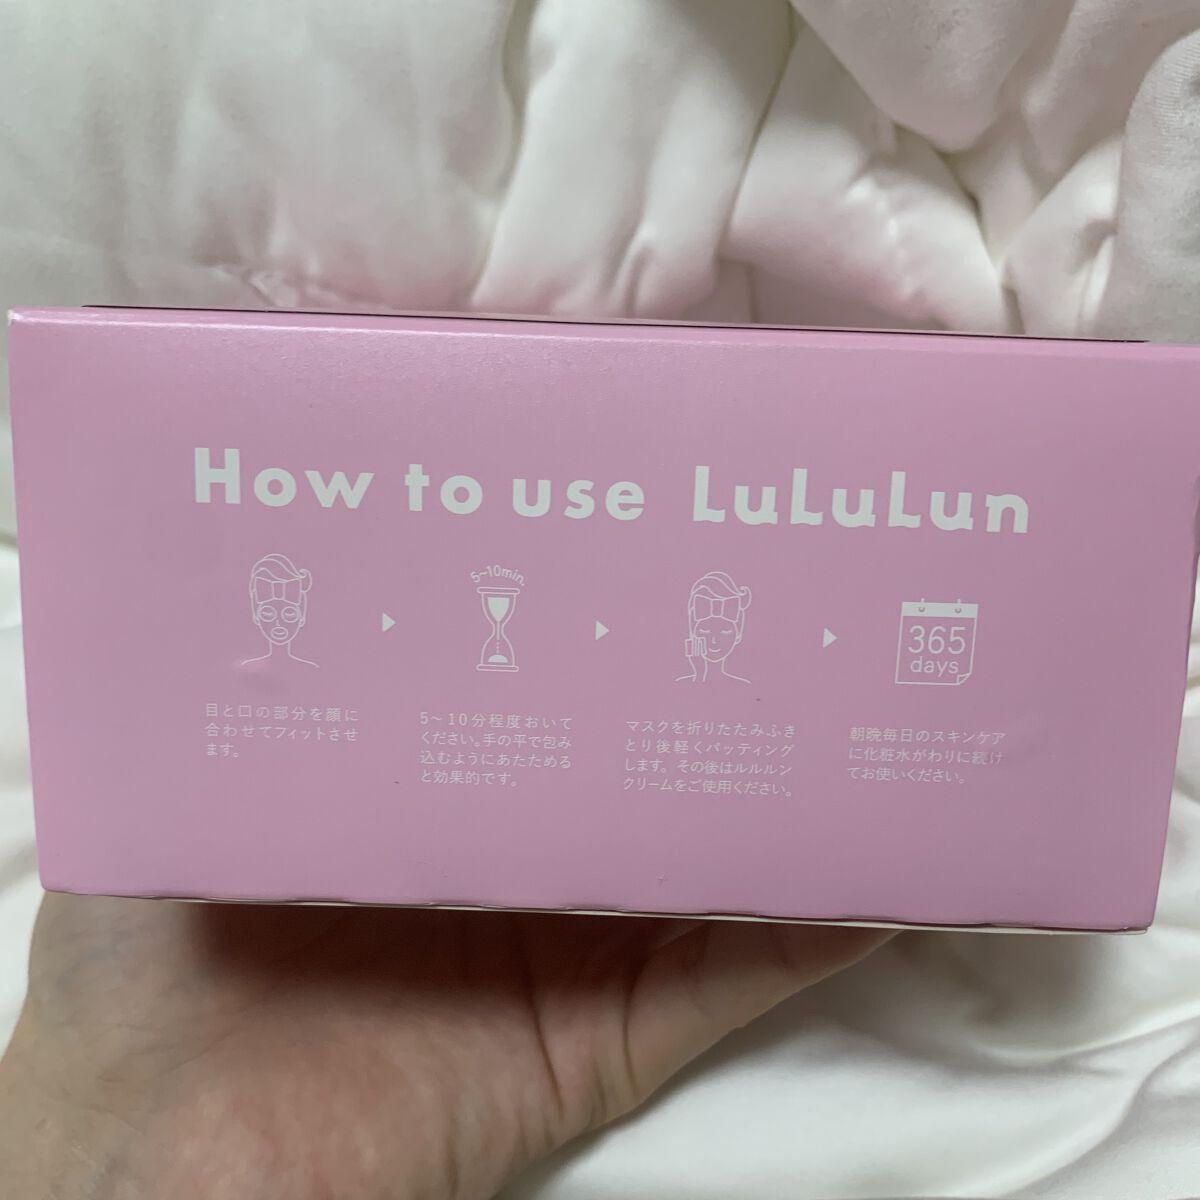 How to use LuLuLun
目と口の部分を顔に
合わせてフィットさせ
ます。
5~10min.
5〜10分程度おいて
ください。手の平で包み
込むようにあたためる
と効果的です。
マスクを折りたたみふき
とり後軽くパッティング
します。その後はルルルン
クリームをご使用ください。
365
days
朝晩毎日のスキンケア
に化粧水がわりに続け
てお使いください。